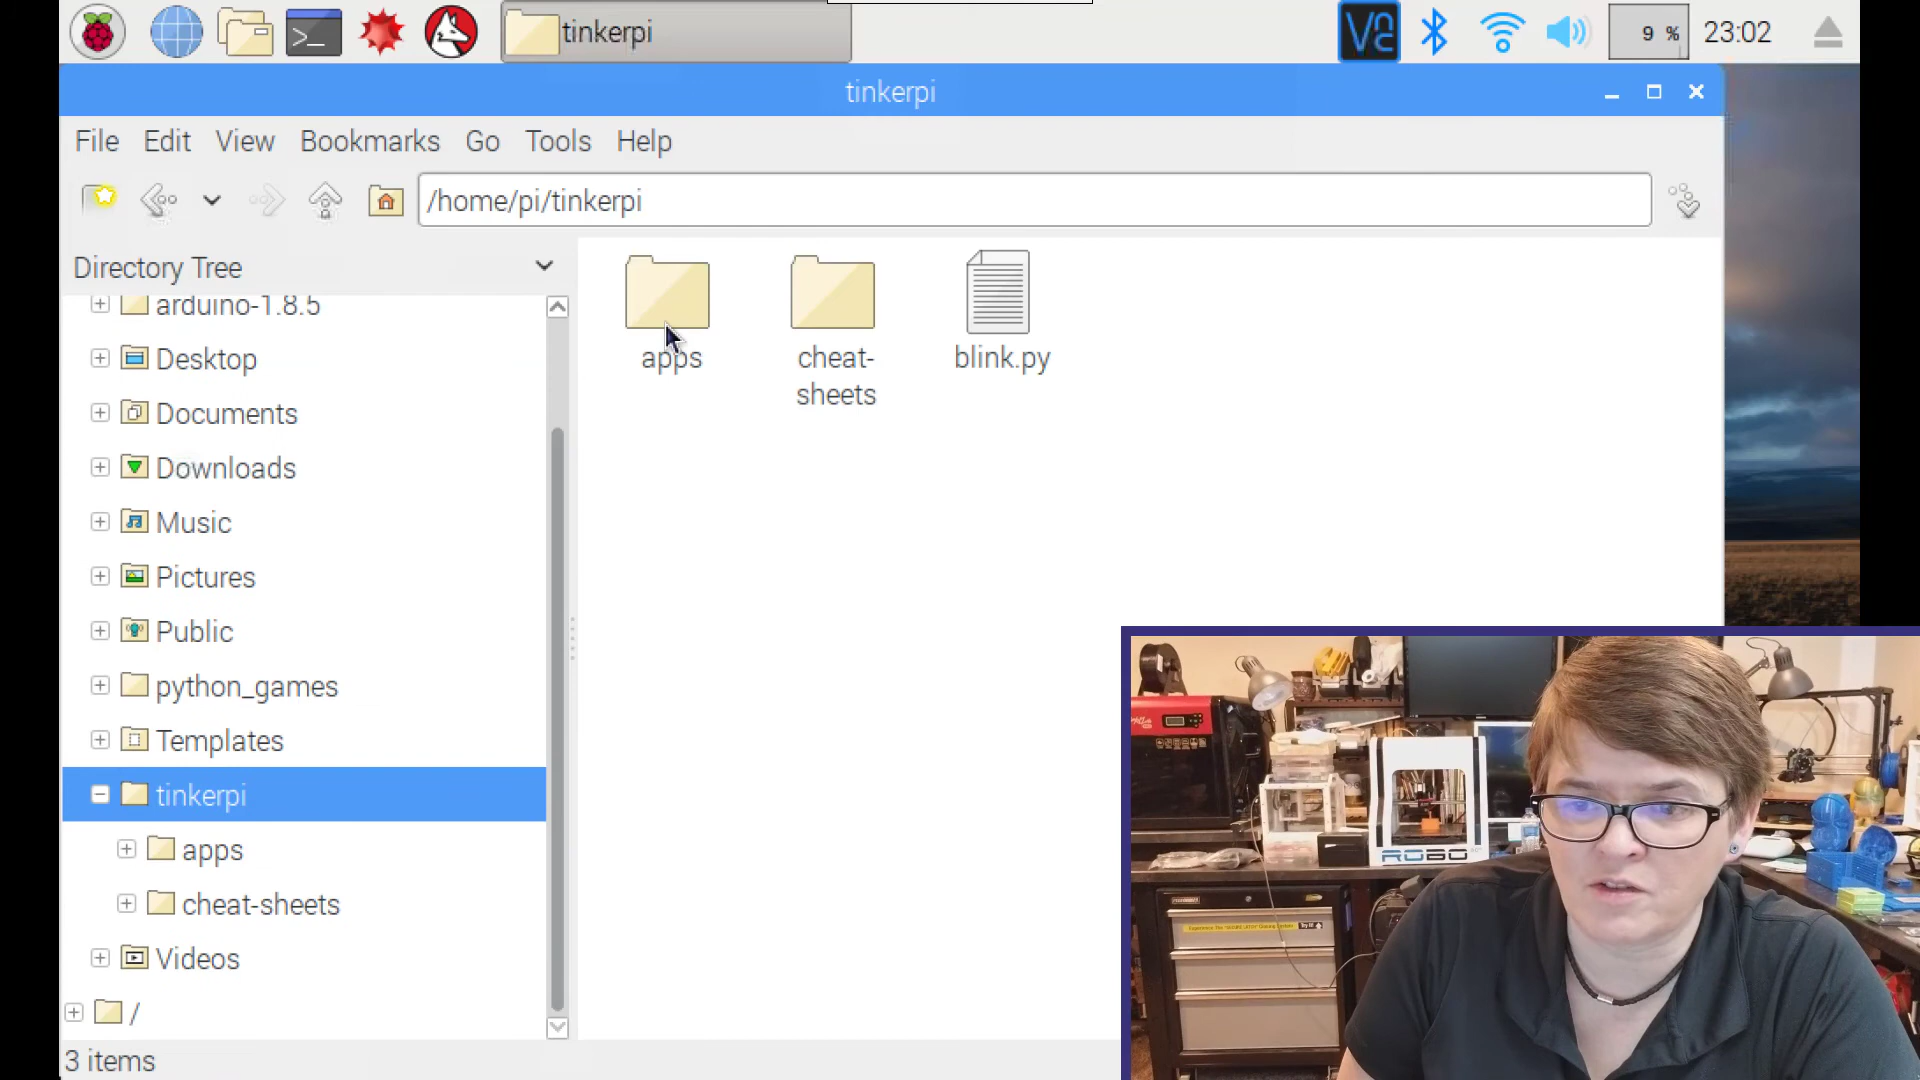 tinkerpi
9 %
23:02
tinkerpi
File Edit View Bookmarks Go Tools Help
/home/pi/tinkerpi
Directory Tree
arduino-1.8.5
Desktop
Documents
Downloads
Music
Pictures
Public
python_games
Templates
tinkerpi
apps
cheat-sheets
Videos
/
apps
cheat-
sheets
blink.py
3 items
ROBO